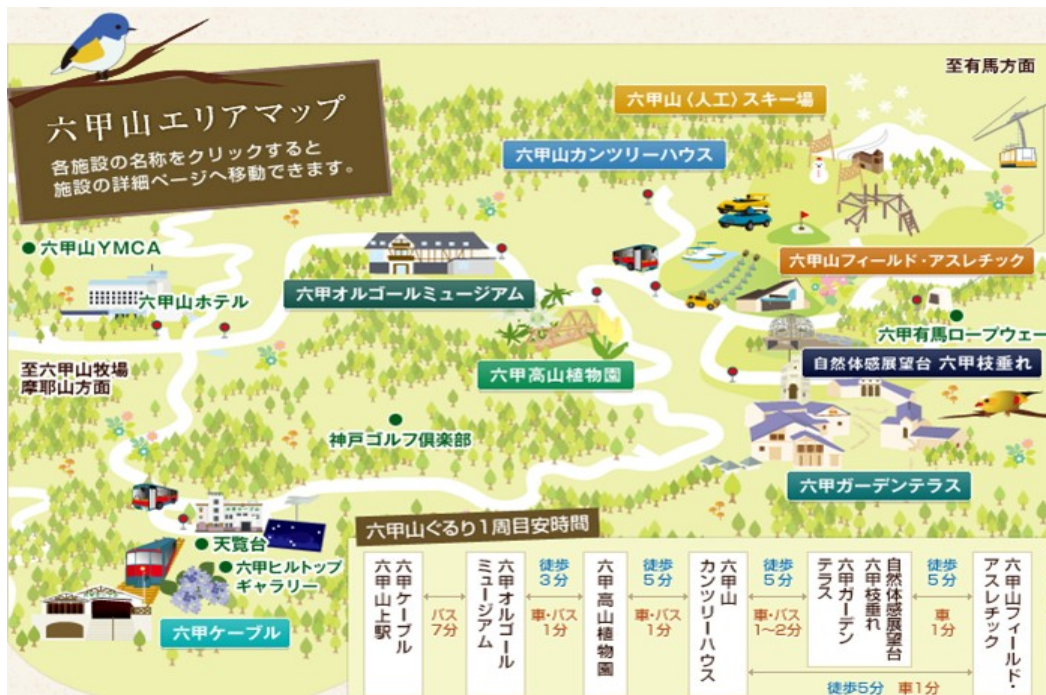 六甲山エリアマップ
各施設の名称をクリックすると
施設の詳細ページへ移動できます。
至有馬方面
六甲山〈人工〉スキー場
六甲山カンツリーハウス
六甲山YMCA
六甲山ホテル
六甲オルゴールミュージアム
六甲山フィールド・アスレチック
六甲有馬ロープウェー
至六甲山牧場
摩耶山方面
六甲高山植物園
自然体感展望台 六甲枝垂れ
神戸ゴルフ倶楽部
六甲ガーデンテラス
天覧台
六甲ヒルトップ
ギャラリー
六甲ケーブル
六甲山ぐるり1周目安時間
六甲ケーブル
六甲山上駅
バス
7分
六甲オルゴール
ミュージアム
徒歩
3分
車・バス
1分
六甲高山植物園
徒歩
5分
車・バス
1分
六甲山
カンツリーハウス
徒歩
5分
車・バス
1~2分
自然体感展望台
六甲枝垂れ
六甲ガーデン
テラス
徒歩
5分
車
1分
六甲山フィールド・
アスレチック
徒歩5分 車1分